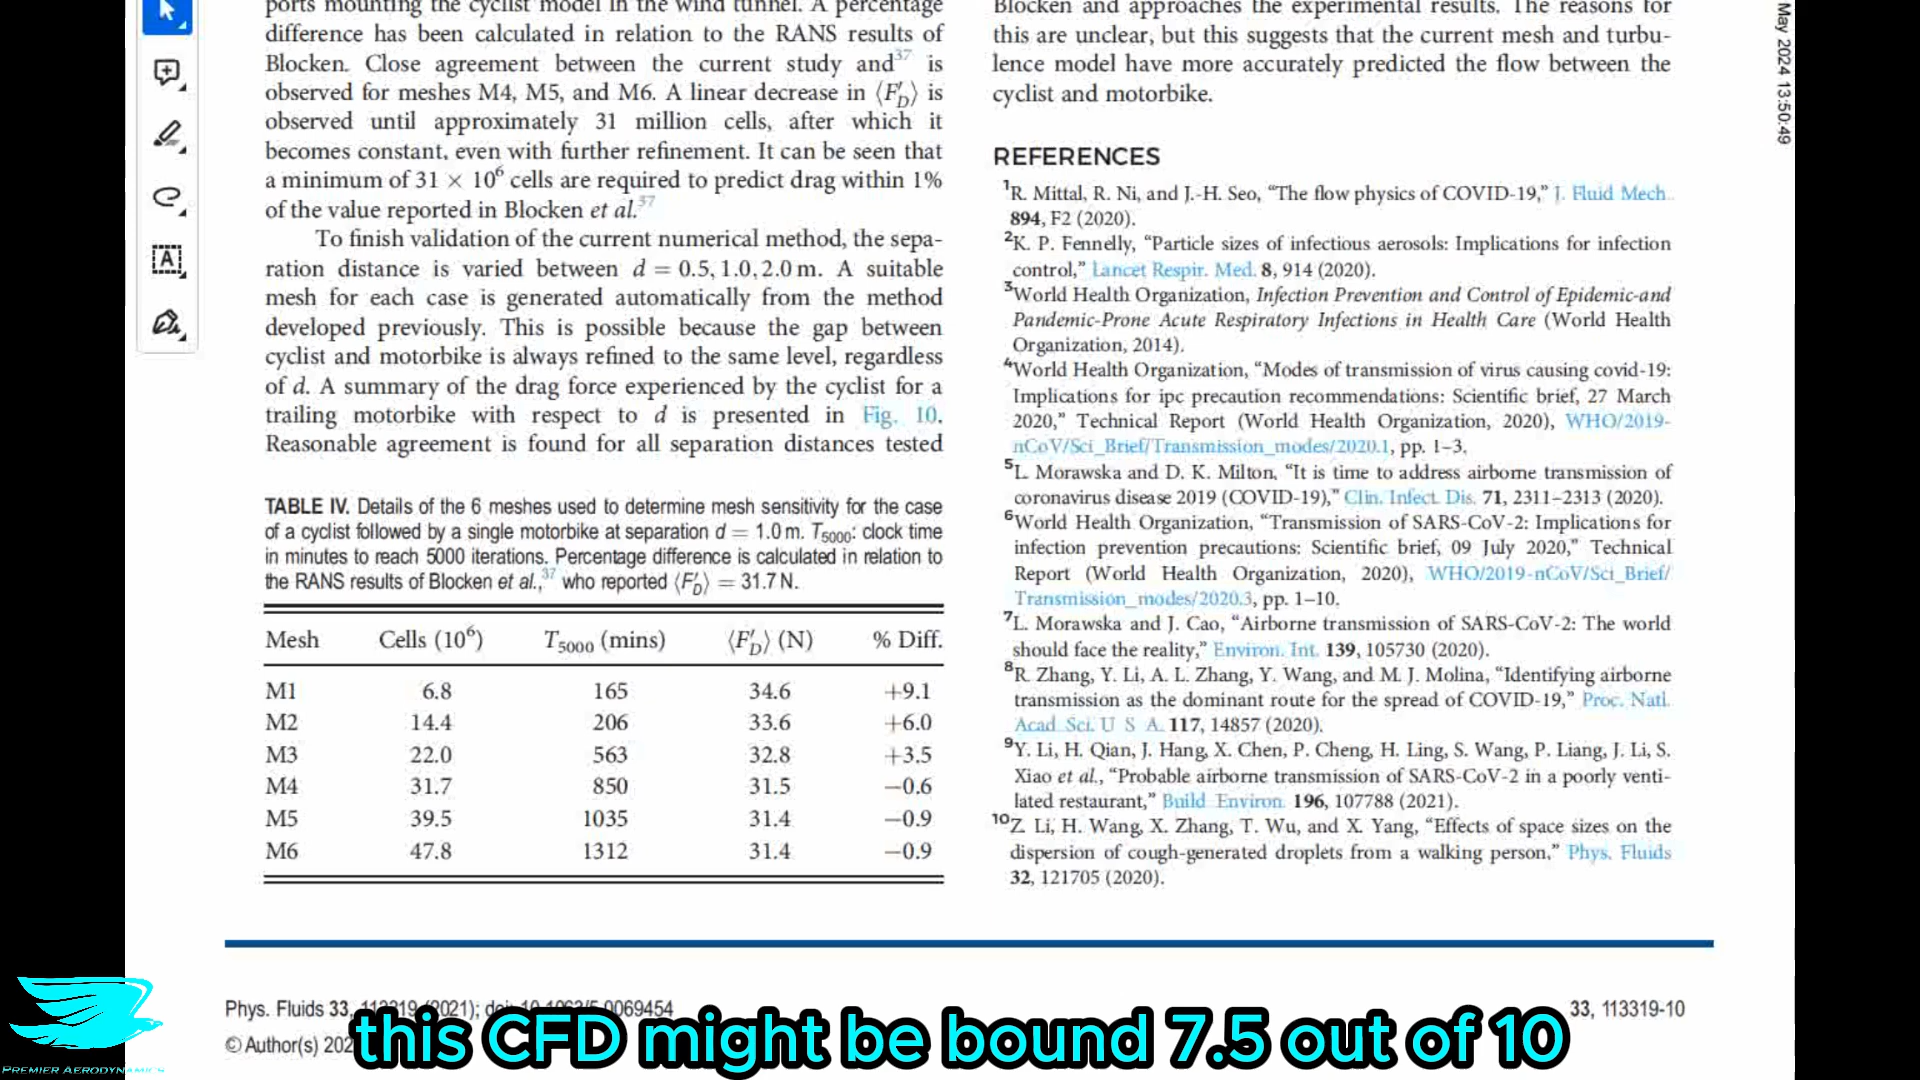 ports mounting the cyclist model in the wind tunnel. A percentage
difference has been calculated in relation to the RANS results of
Blocken. Close agreement between the current study and37 is
observed for meshes M4, M5, and M6. A linear decrease in ⟨F′D⟩ is
observed until approximately 31 million cells, after which it
becomes constant, even with further refinement. It can be seen that
a minimum of 31 × 10⁶ cells are required to predict drag within 1%
of the value reported in Blocken et al.37
To finish validation of the current numerical method, the sepa-
ration distance is varied between d = 0.5, 1.0, 2.0 m. A suitable
mesh for each case is generated automatically from the method
developed previously. This is possible because the gap between
cyclist and motorbike is always refined to the same level, regardless
of d. A summary of the drag force experienced by the cyclist for a
trailing motorbike with respect to d is presented in Fig. 10.
Reasonable agreement is found for all separation distances tested
TABLE IV. Details of the 6 meshes used to determine mesh sensitivity for the case
of a cyclist followed by a single motorbike at separation d = 1.0 m. T5000: clock time
in minutes to reach 5000 iterations. Percentage difference is calculated in relation to
the RANS results of Blocken et al.,37 who reported ⟨F′D⟩ = 31.7 N.
Mesh Cells (10⁶) T5000 (mins) ⟨F′D⟩ (N) % Diff.
M1 6.8 165 34.6 +9.1
M2 14.4 206 33.6 +6.0
M3 22.0 563 32.8 +3.5
M4 31.7 850 31.5 −0.6
M5 39.5 1035 31.4 −0.9
M6 47.8 1312 31.4 −0.9
Blocken and approaches the experimental results. The reasons for
this are unclear, but this suggests that the current mesh and turbu-
lence model have more accurately predicted the flow between the
cyclist and motorbike.
REFERENCES
1R. Mittal, R. Ni, and J.-H. Seo, “The flow physics of COVID-19,” J. Fluid Mech.
894, F2 (2020).
2K. P. Fennelly, “Particle sizes of infectious aerosols: Implications for infection
control,” Lancet Respir. Med. 8, 914 (2020).
3World Health Organization, Infection Prevention and Control of Epidemic-and
Pandemic-Prone Acute Respiratory Infections in Health Care (World Health
Organization, 2014).
4World Health Organization, “Modes of transmission of virus causing covid-19:
Implications for ipc precaution recommendations: Scientific brief, 27 March
2020,” Technical Report (World Health Organization, 2020), WHO/2019-
nCoV/Sci_Brief/Transmission_modes/2020.1, pp. 1–3.
5L. Morawska and D. K. Milton, “It is time to address airborne transmission of
coronavirus disease 2019 (COVID-19),” Clin. Infect. Dis. 71, 2311–2313 (2020).
6World Health Organization, “Transmission of SARS-CoV-2: Implications for
infection prevention precautions: Scientific brief, 09 July 2020,” Technical
Report (World Health Organization, 2020), WHO/2019-nCoV/Sci_Brief/
Transmission_modes/2020.3, pp. 1–10.
7L. Morawska and J. Cao, “Airborne transmission of SARS-CoV-2: The world
should face the reality,” Environ. Int. 139, 105730 (2020).
8R. Zhang, Y. Li, A. L. Zhang, Y. Wang, and M. J. Molina, “Identifying airborne
transmission as the dominant route for the spread of COVID-19,” Proc. Natl.
Acad. Sci. U S A. 117, 14857 (2020).
9Y. Li, H. Qian, J. Hang, X. Chen, P. Cheng, H. Ling, S. Wang, P. Liang, J. Li, S.
Xiao et al., “Probable airborne transmission of SARS-CoV-2 in a poorly venti-
lated restaurant,” Build. Environ. 196, 107788 (2021).
10Z. Li, H. Wang, X. Zhang, T. Wu, and X. Yang, “Effects of space sizes on the
dispersion of cough-generated droplets from a walking person,” Phys. Fluids
32, 121705 (2020).
May 2024 13:50:49
Phys. Fluids 33, 113319 (2021); doi: 10.1063/5.0069454
33, 113319-10
© Author(s) 202
this CFD might be bound 7.5 out of 10
PREMIER AERODYNAMICS